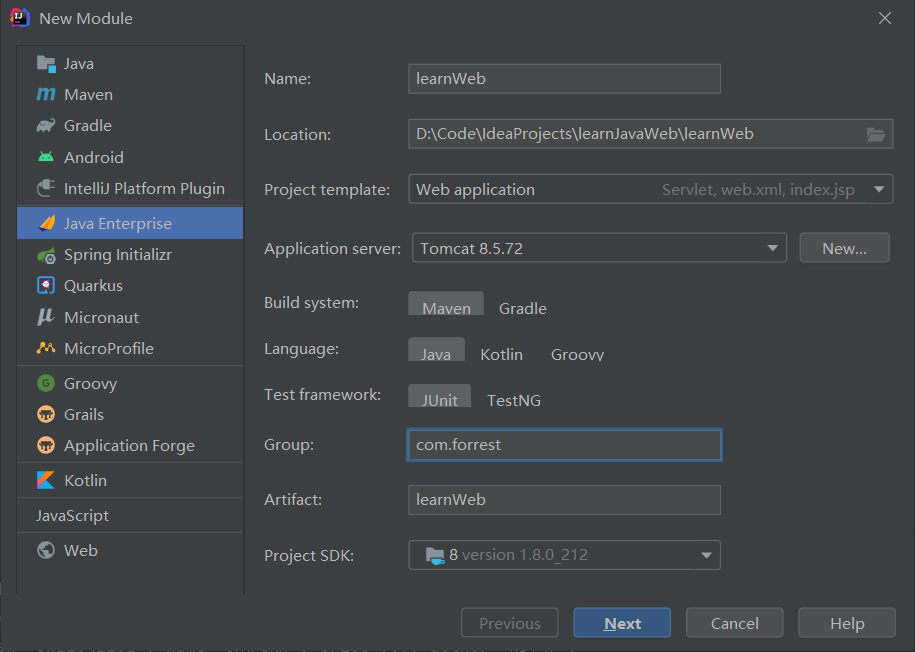 New Module
Java
Maven
Gradle
Android
IntelliJ Platform Plugin
Java Enterprise
Spring Initializr
Quarkus
Micronaut
MicroProfile
Groovy
Grails
Application Forge
Kotlin
JavaScript
Web
Name: learnWeb
Location: D:\Code\IdeaProjects\learnJavaWeb\learnWeb
Project template: Web application Servlet, web.xml, index.jsp
Application server: Tomcat 8.5.72 New...
Build system: Maven Gradle
Language: Java Kotlin Groovy
Test framework: JUnit TestNG
Group: com.forrest
Artifact: learnWeb
Project SDK: 8 version 1.8.0_212
Previous Next Cancel Help